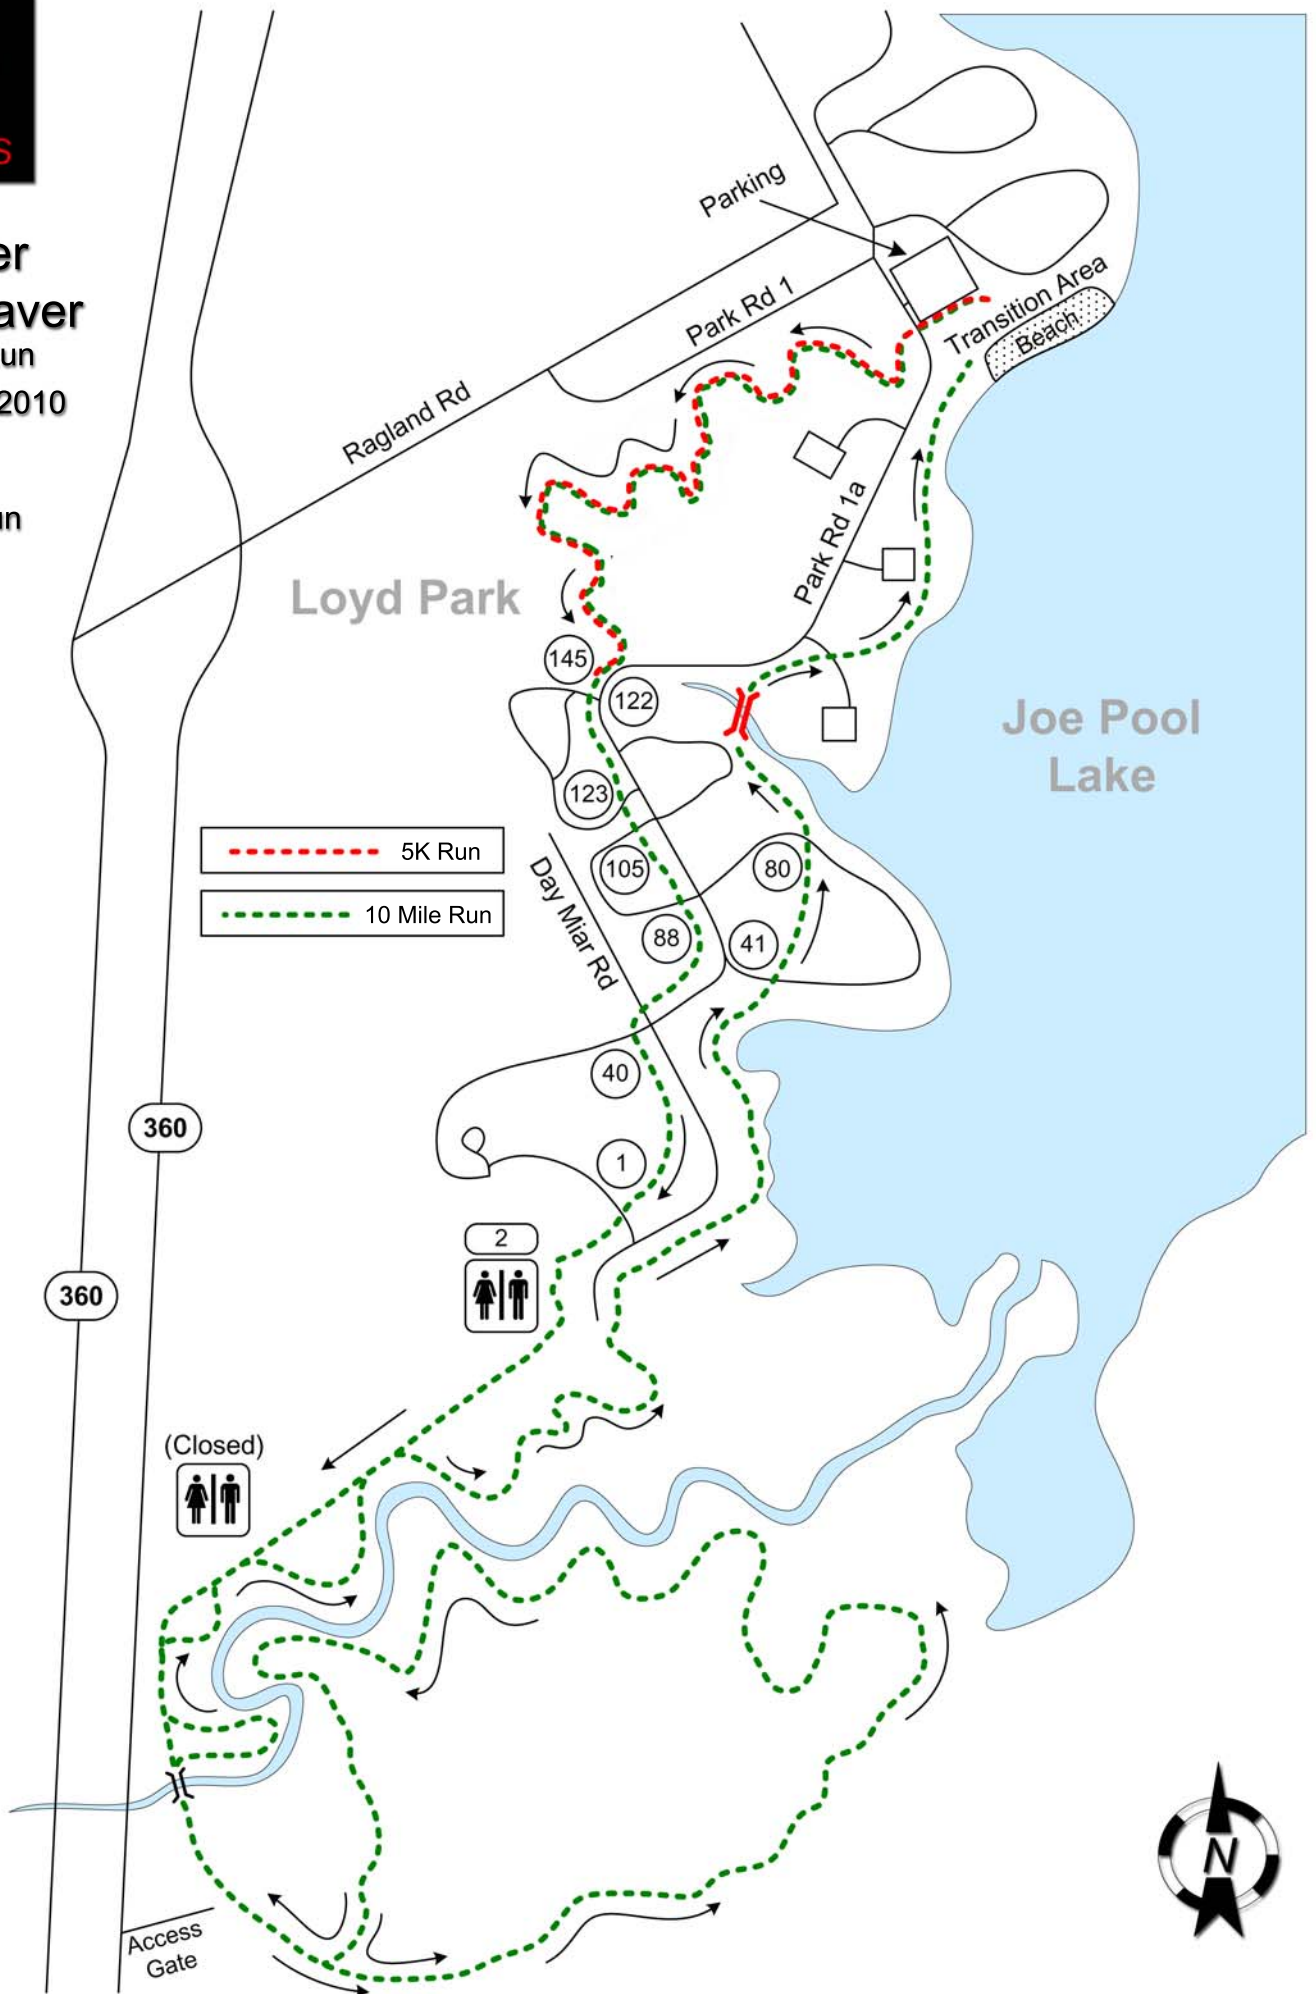 S
er
aver
un
2010
un
Parking
Park Rd 1
Transition Area
Beach
Ragland Rd
Park Rd 1a
Loyd Park
145
122
Joe Pool
Lake
123
5K Run
10 Mile Run
105
80
Day Miar Rd
88
41
40
360
1
2
360
(Closed)
N
Access
Gate